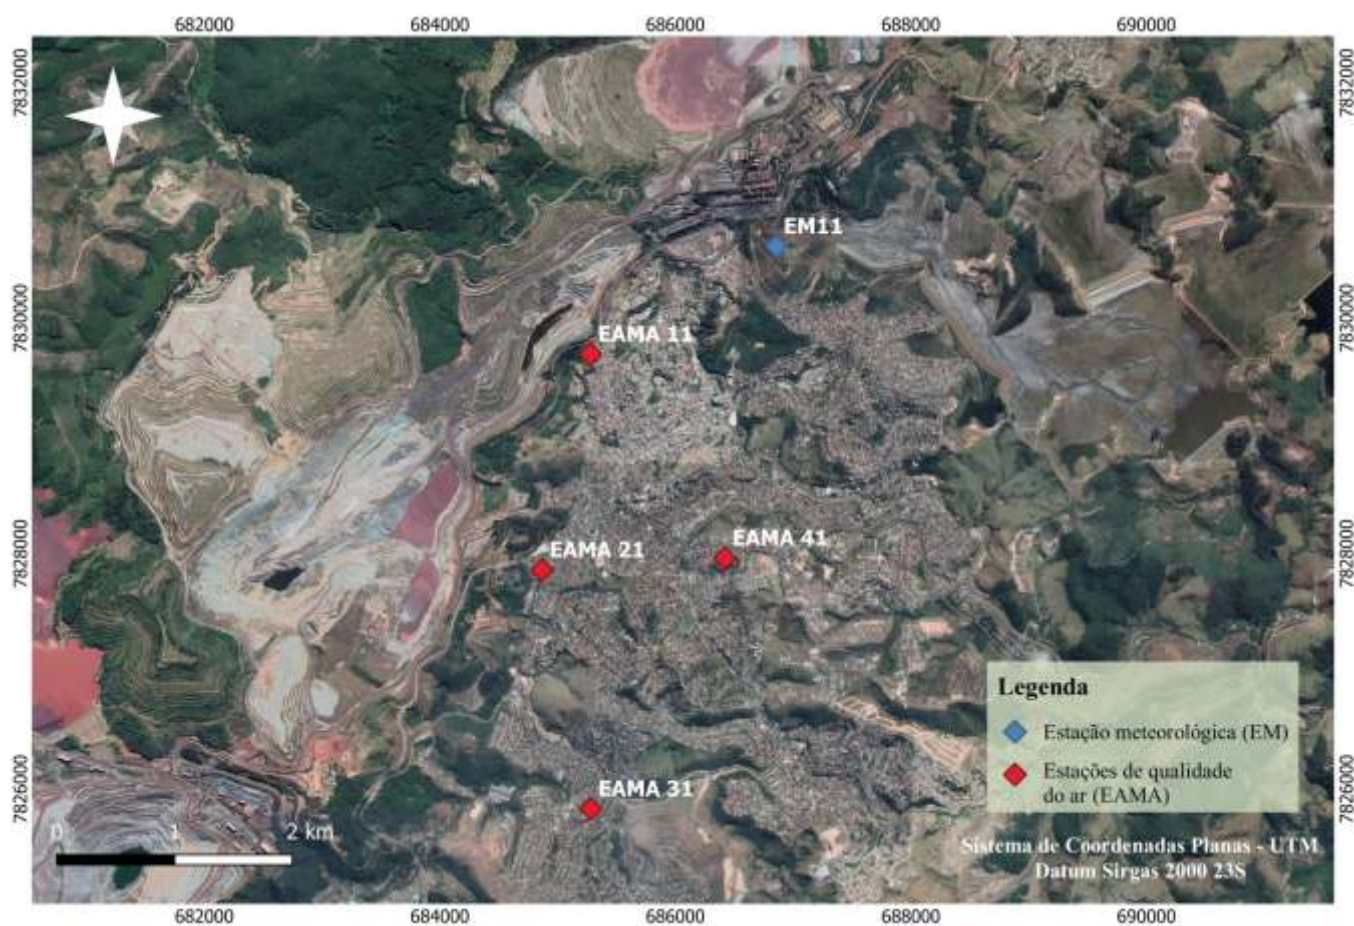 682000 684000 686000 688000 690000
7832000 7832000
EM11
7830000 7830000
EAMA 11
EAMA 41
EAMA 21
7828000 7828000
Legenda
Estação meteorológica (EM)
Estações de qualidade
do ar (EAMA)
EAMA 31
7826000 7826000
0 1 2 km
Sistema de Coordenadas Planas - UTM
Datum Sirgas 2000 23S
682000 684000 686000 688000 690000